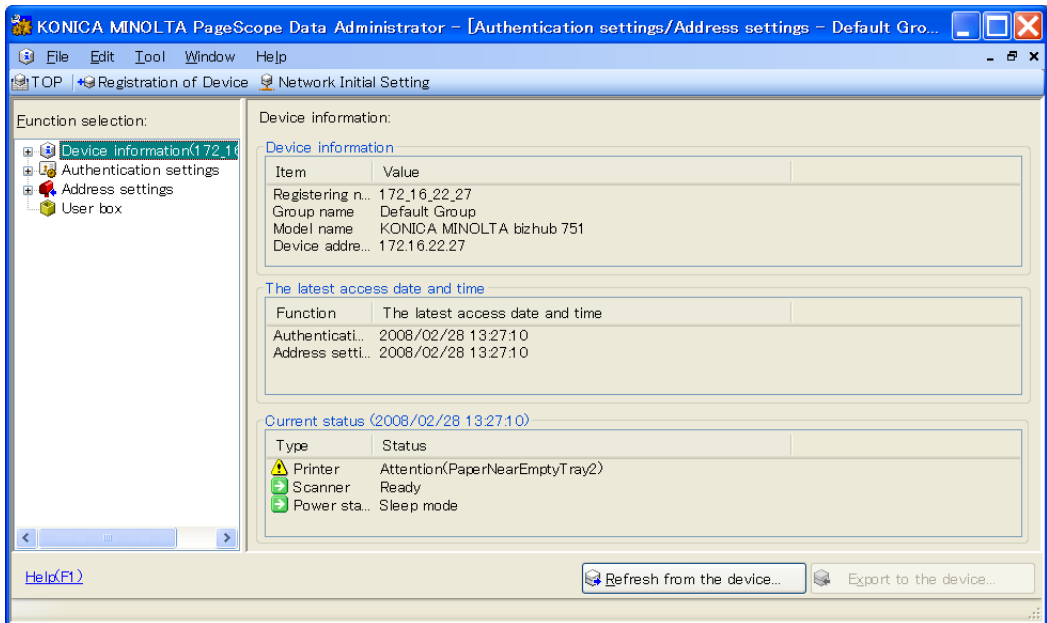 KONICA MINOLTA PageScope Data Administrator - [Authentication settings/Address settings - Default Gro...
File Edit Tool Window Help
TOP Registration of Device Network Initial Setting
Function selection:
Device information(172_16
Authentication settings
Address settings
User box
Device information:
Device information
Item Value
Registering n... 172_16_22_27
Group name Default Group
Model name KONICA MINOLTA bizhub 751
Device addre... 172.16.22.27
The latest access date and time
Function The latest access date and time
Authenticati... 2008/02/28 13:27:10
Address setti... 2008/02/28 13:27:10
Current status (2008/02/28 13:27:10)
Type Status
Printer Attention(PaperNearEmptyTray2)
Scanner Ready
Power sta... Sleep mode
Help(F1)
Refresh from the device...
Export to the device...